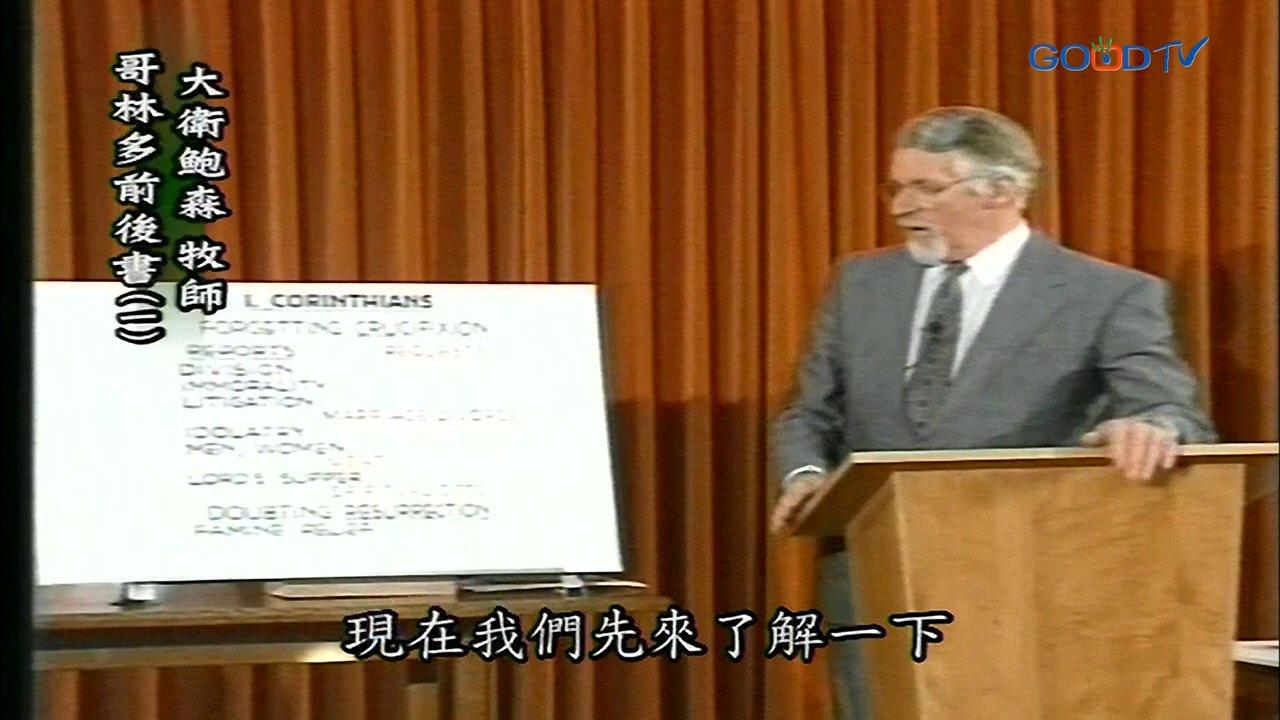 GOODTV
大衛鮑森 牧師
哥林多前後書(二)
1. CORINTHIANS
FORGETTING CRUCIFIXION
REPORTS
DIVISION
IMMORALITY
LITIGATION
MARRIAGE
IDOLATRY
MEN, WOMEN
LORD'S SUPPER
DOUBTING RESURRECTION
FAMINE RELIEF
現在我們先來了解一下